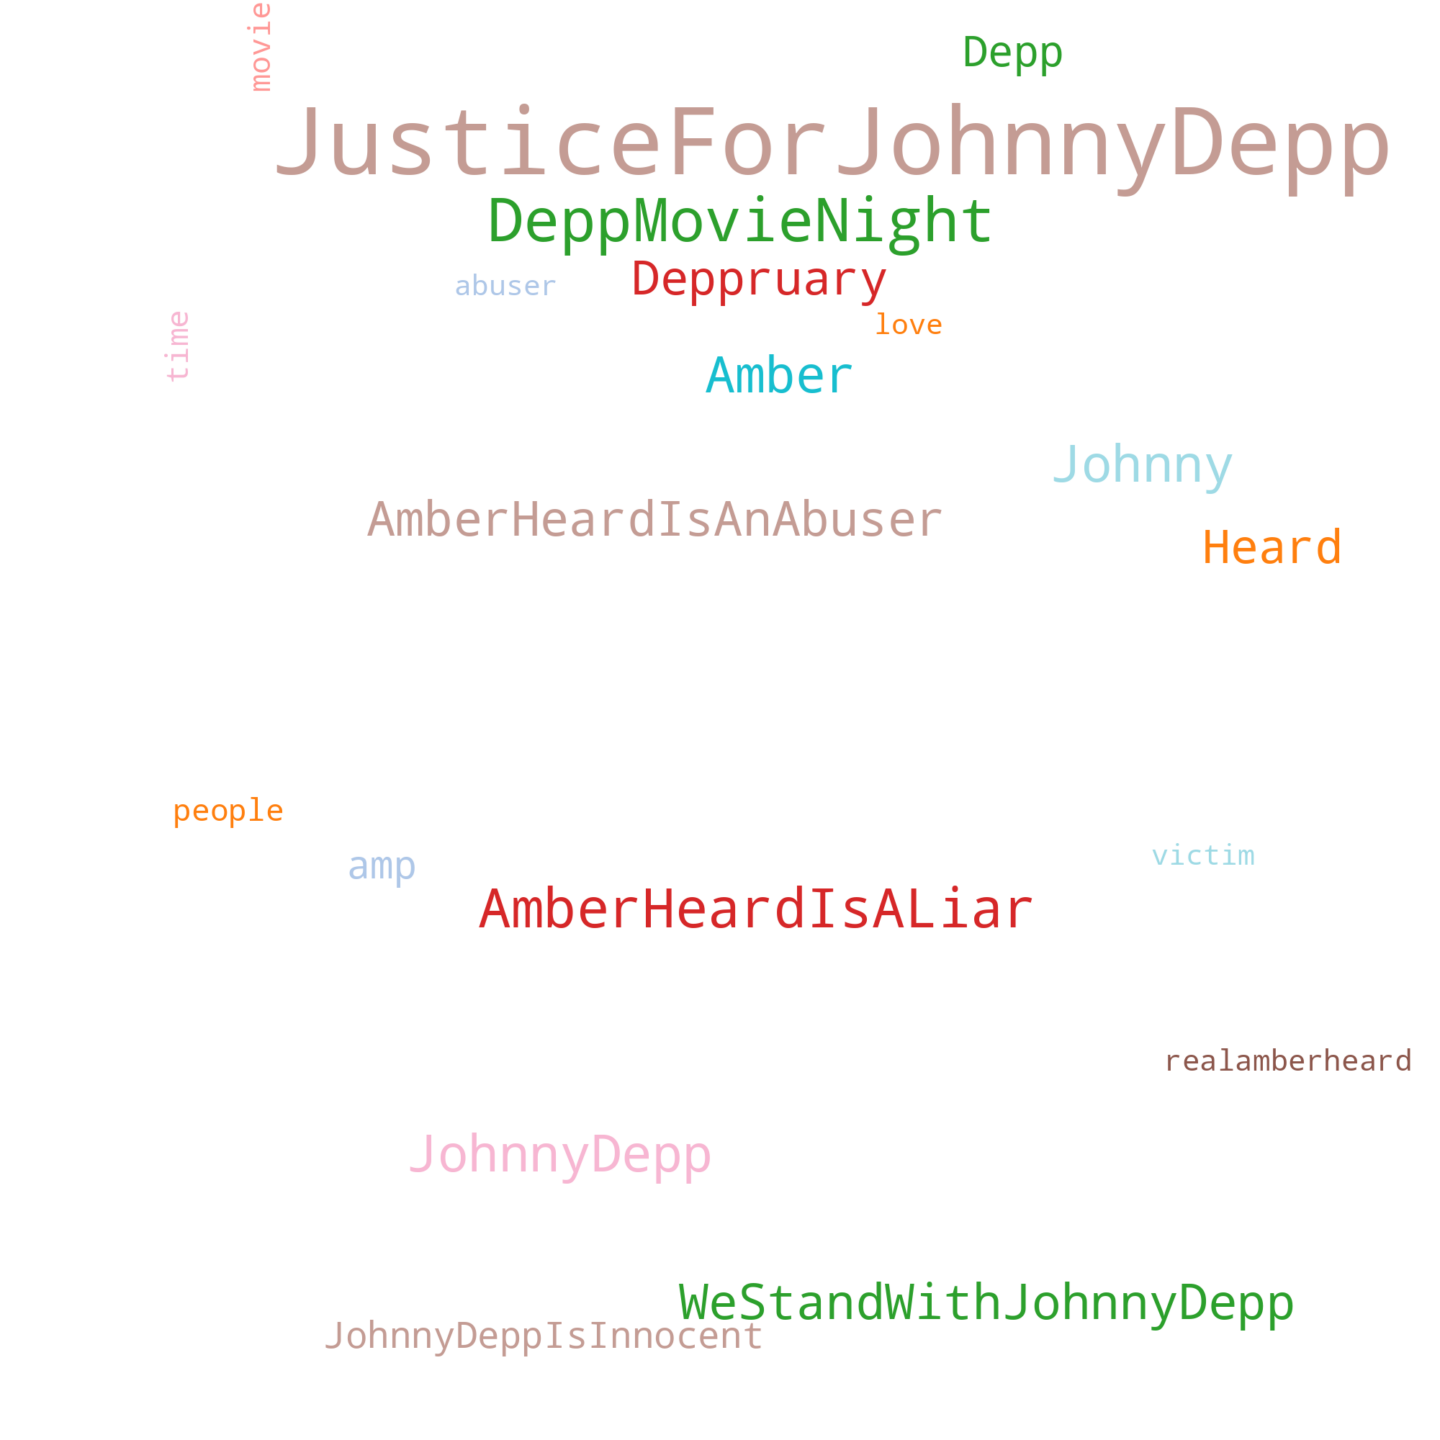 movie
Depp
JusticeForJohnnyDepp
DeppMovieNight
Deppruary
abuser
love
time
Amber
Johnny
AmberHeardIsAnAbuser
Heard
people
amp
victim
AmberHeardIsALiar
realamberheard
JohnnyDepp
WeStandWithJohnnyDepp
JohnnyDeppIsInnocent